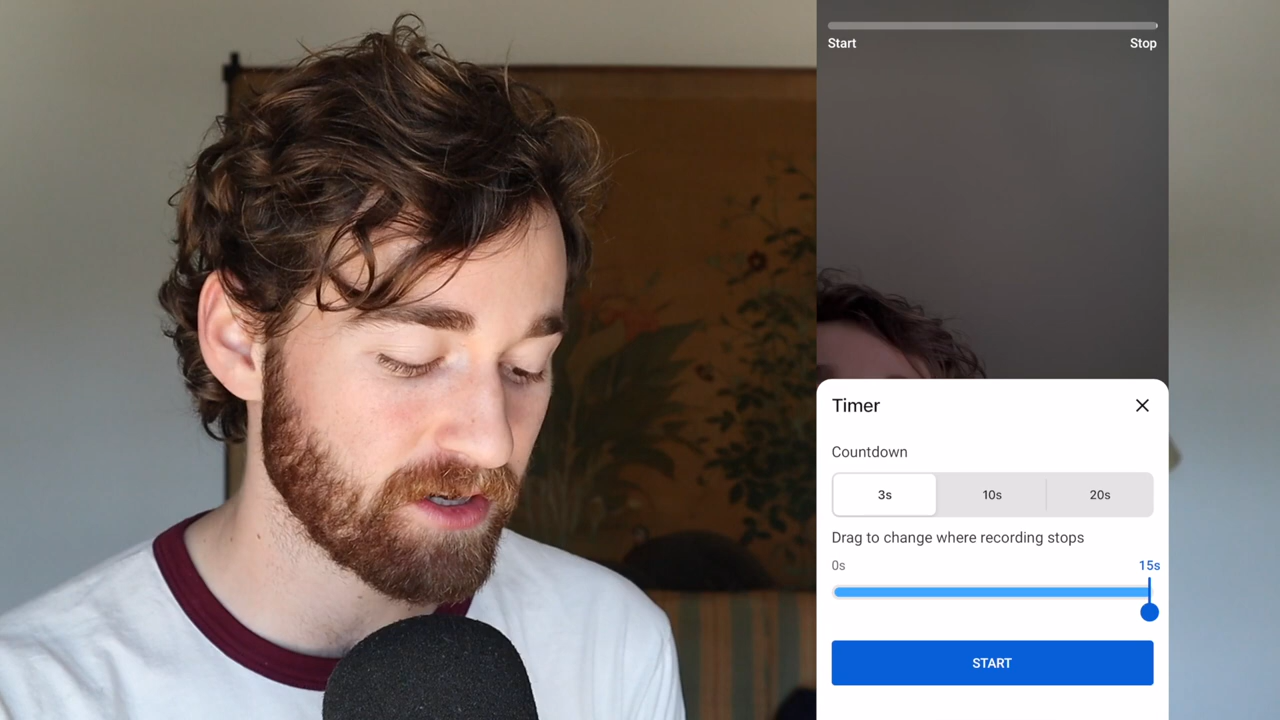 Start
Stop
Timer
Countdown
3s
10s
20s
Drag to change where recording stops
0s
15s
START